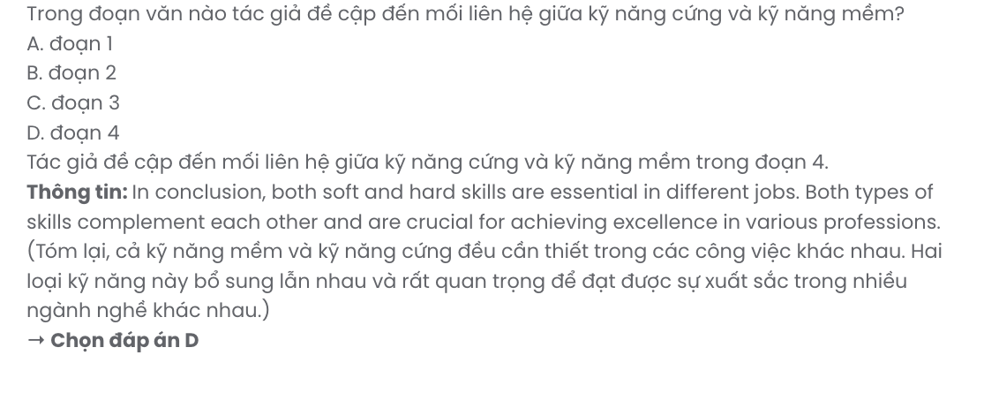 Trong đoạn văn nào tác giả đề cập đến mối liên hệ giữa kỹ năng cứng và kỹ năng mềm?
A. đoạn 1
B. đoạn 2
C. đoạn 3
D. đoạn 4
Tác giả đề cập đến mối liên hệ giữa kỹ năng cứng và kỹ năng mềm trong đoạn 4.
Thông tin: In conclusion, both soft and hard skills are essential in different jobs. Both types of
skills complement each other and are crucial for achieving excellence in various professions.
(Tóm lại, cả kỹ năng mềm và kỹ năng cứng đều cần thiết trong các công việc khác nhau. Hai
loại kỹ năng này bổ sung lẫn nhau và rất quan trọng để đạt được sự xuất sắc trong nhiều
ngành nghề khác nhau.)
→ Chọn đáp án D